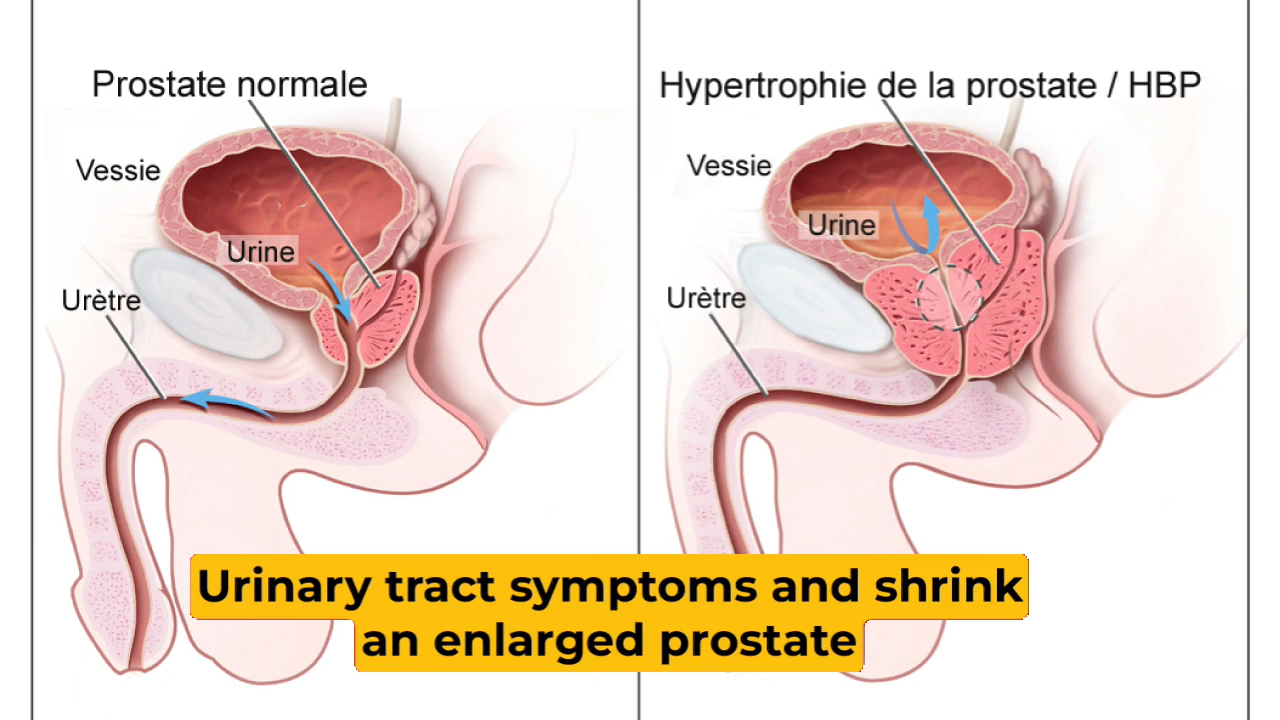 Prostate normale
Vessie
Urine
Urètre
Hypertrophie de la prostate / HBP
Vessie
Urine
Urètre
Urinary tract symptoms and shrink
an enlarged prostate